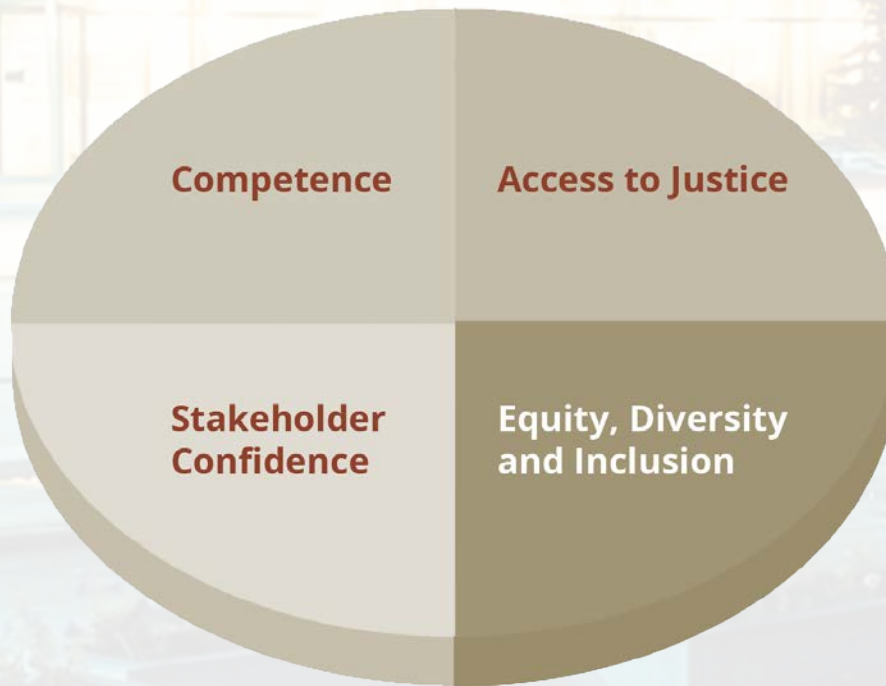 Competence
Access to Justice
Stakeholder
Confidence
Equity, Diversity
and Inclusion